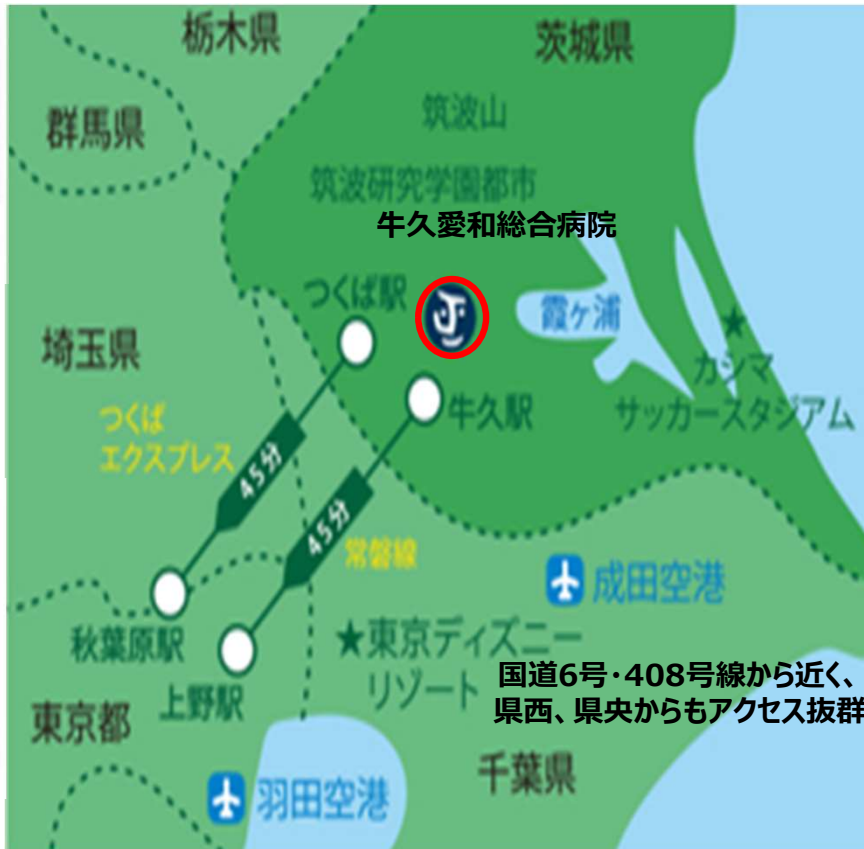 栃木県
茨城県
群馬県
筑波山
筑波研究学園都市
牛久愛和総合病院
つくば駅
霞ヶ浦
埼玉県
カシマ
サッカースタジアム
牛久駅
つくば
エクスプレス
45分
45分
常磐線
成田空港
秋葉原駅
★東京ディズニー
リゾート
上野駅
国道6号・408号線から近く、
県西、県央からもアクセス抜群
東京都
千葉県
羽田空港